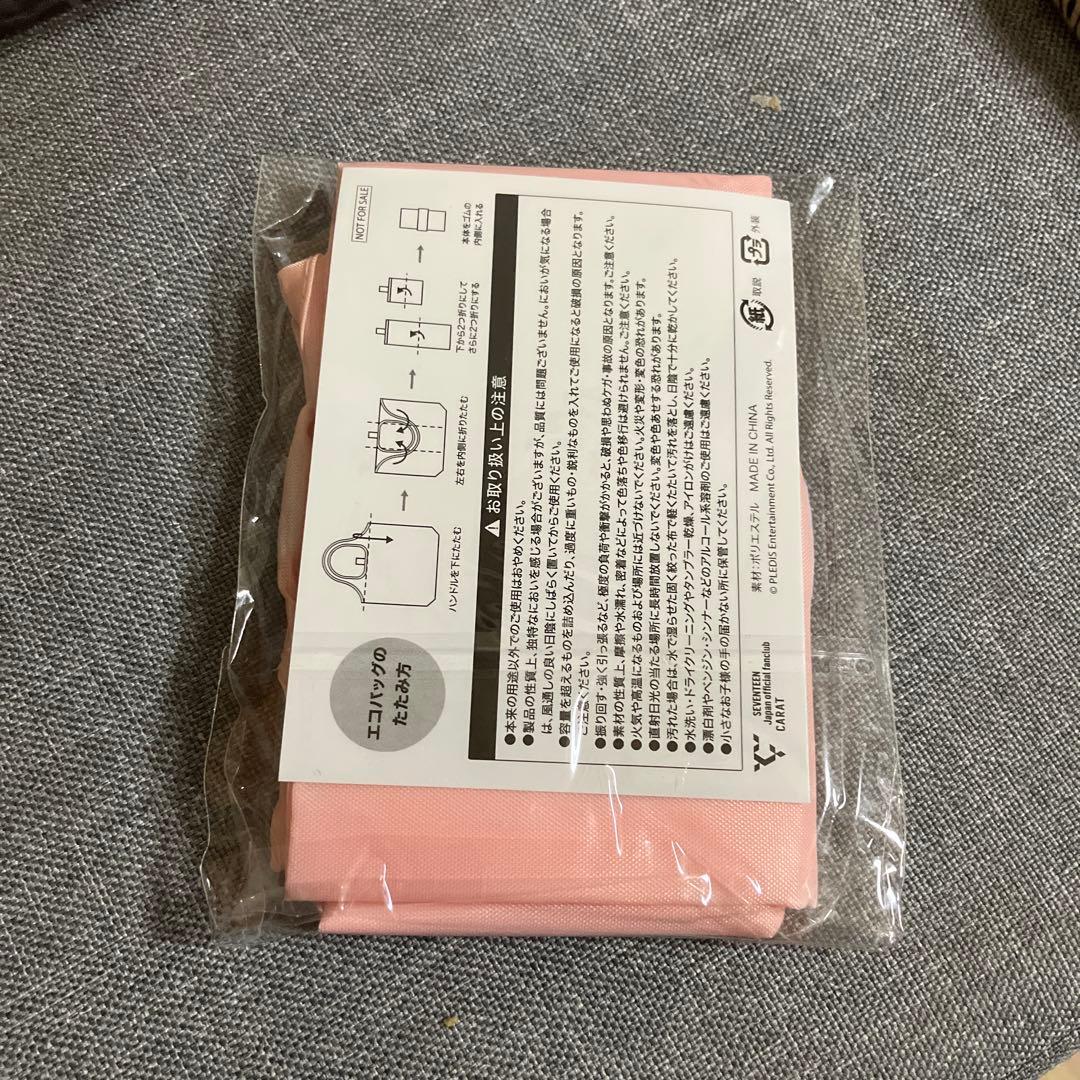 エコバッグの
たたみ方
NOT FOR SALE
ハンドルを下にたたむ
左右を内側に折りたたむ
下から2つ折りにして
さらに2つ折りにする
本体をゴムの
内側に入れる
お取り扱い上の注意
●本来の用途以外でのご使用はおやめください。
●製品の性質上、独特なにおいを感じる場合がございますが、品質には問題ございません。においが気になる場合
は、風通しの良い日陰にしばらく置いてからご使用ください。
●容量を超えるものを詰め込んだり、過度に重いもの・鋭利なものを入れてご使用になると破損の原因となります。
ご注意ください。
●振り回す・強く引っ張るなど、極度の負荷や衝撃がかかると、破損や思わぬケガ・事故の原因となります。ご注意ください。
●素材の性質上、摩擦や水濡れ、密着などによって色落ちや色移行は避けられません。ご注意ください。
●火気や高温になるものおよび場所には近づけないでください。火災や変形・変色の恐れがあります。
●直射日光の当たる場所に長時間放置しないでください。変色や色あせする恐れがあります。
●汚れた場合は、水で湿らせた固く絞った布で軽くたたいて汚れを落とし、日陰で十分に乾かしてください。
●水洗い・ドライクリーニングやタンブラー乾燥、アイロンがけはご遠慮ください。
●漂白剤やベンジン・シンナーなどのアルコール系溶剤のご使用はご遠慮ください。
●小さなお子様の手の届かない所に保管してください。
SEVENTEEN
Japan official fanclub
CARAT
素材:ポリエステル MADE IN CHINA
© PLEDIS Entertainment Co., Ltd. All Rights Reserved.
紙 取説
プラ 外装